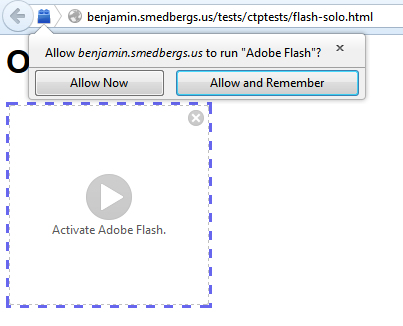 benjamin.smedbergs.us/tests/ctptests/flash-solo.html
Allow benjamin.smedbergs.us to run "Adobe Flash"?
Allow Now
Allow and Remember
Activate Adobe Flash.